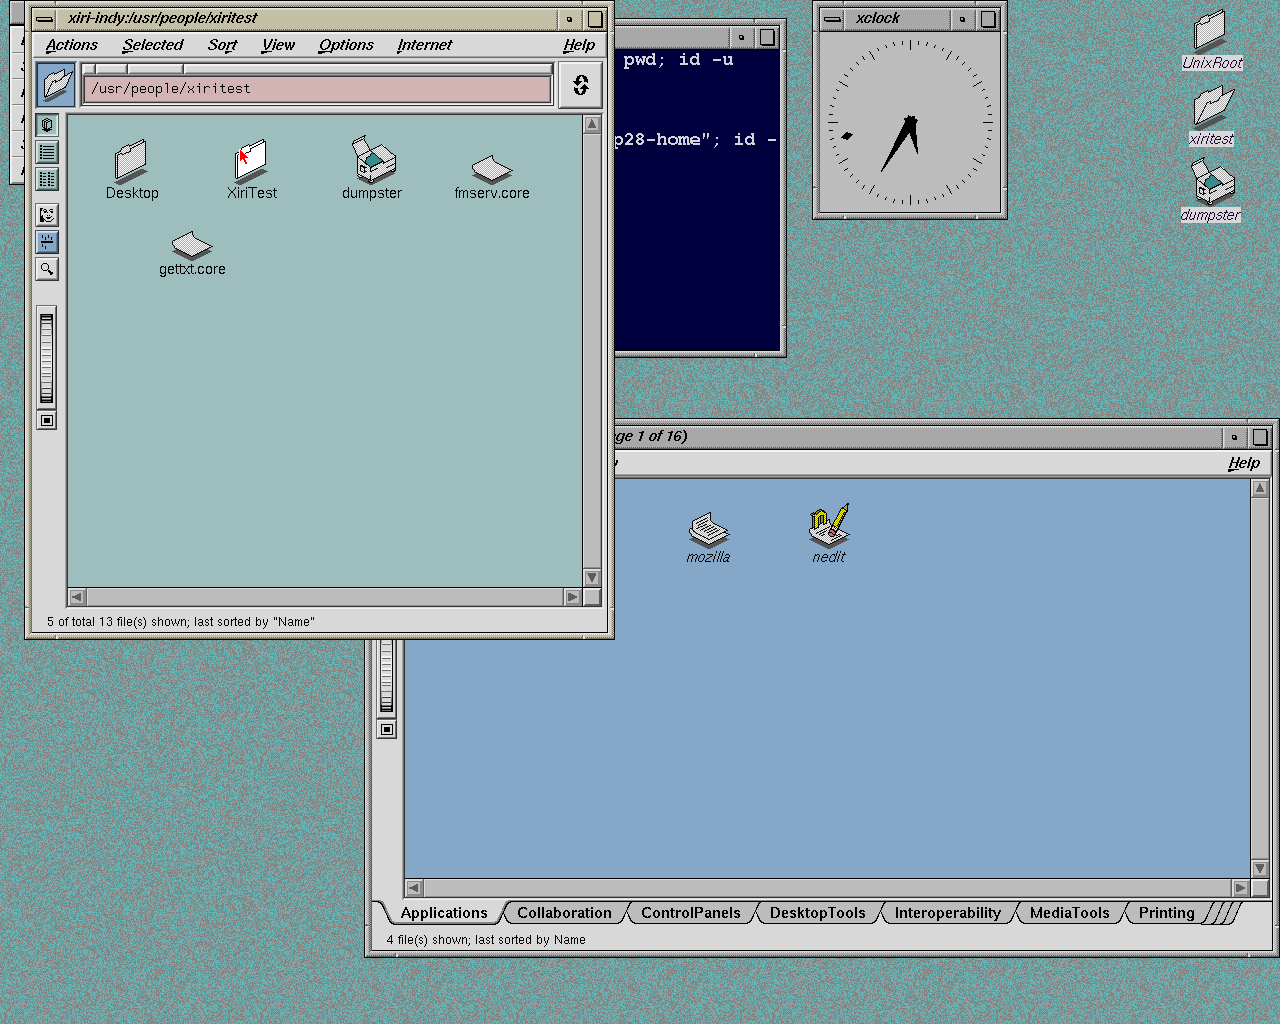 xiri-indy:/usr/people/xiritest
Actions Selected Sort View Options Internet Help
/usr/people/xiritest
Desktop XiriTest dumpster fmserv.core
gettxt.core
5 of total 13 file(s) shown; last sorted by "Name"
pwd; id -u
p28-home"; id -
xclock
UnixRoot
xiritest
dumpster
ge 1 of 16)
Help
mozilla nedit
Applications Collaboration ControlPanels DesktopTools Interoperability MediaTools Printing
4 file(s) shown; last sorted by Name